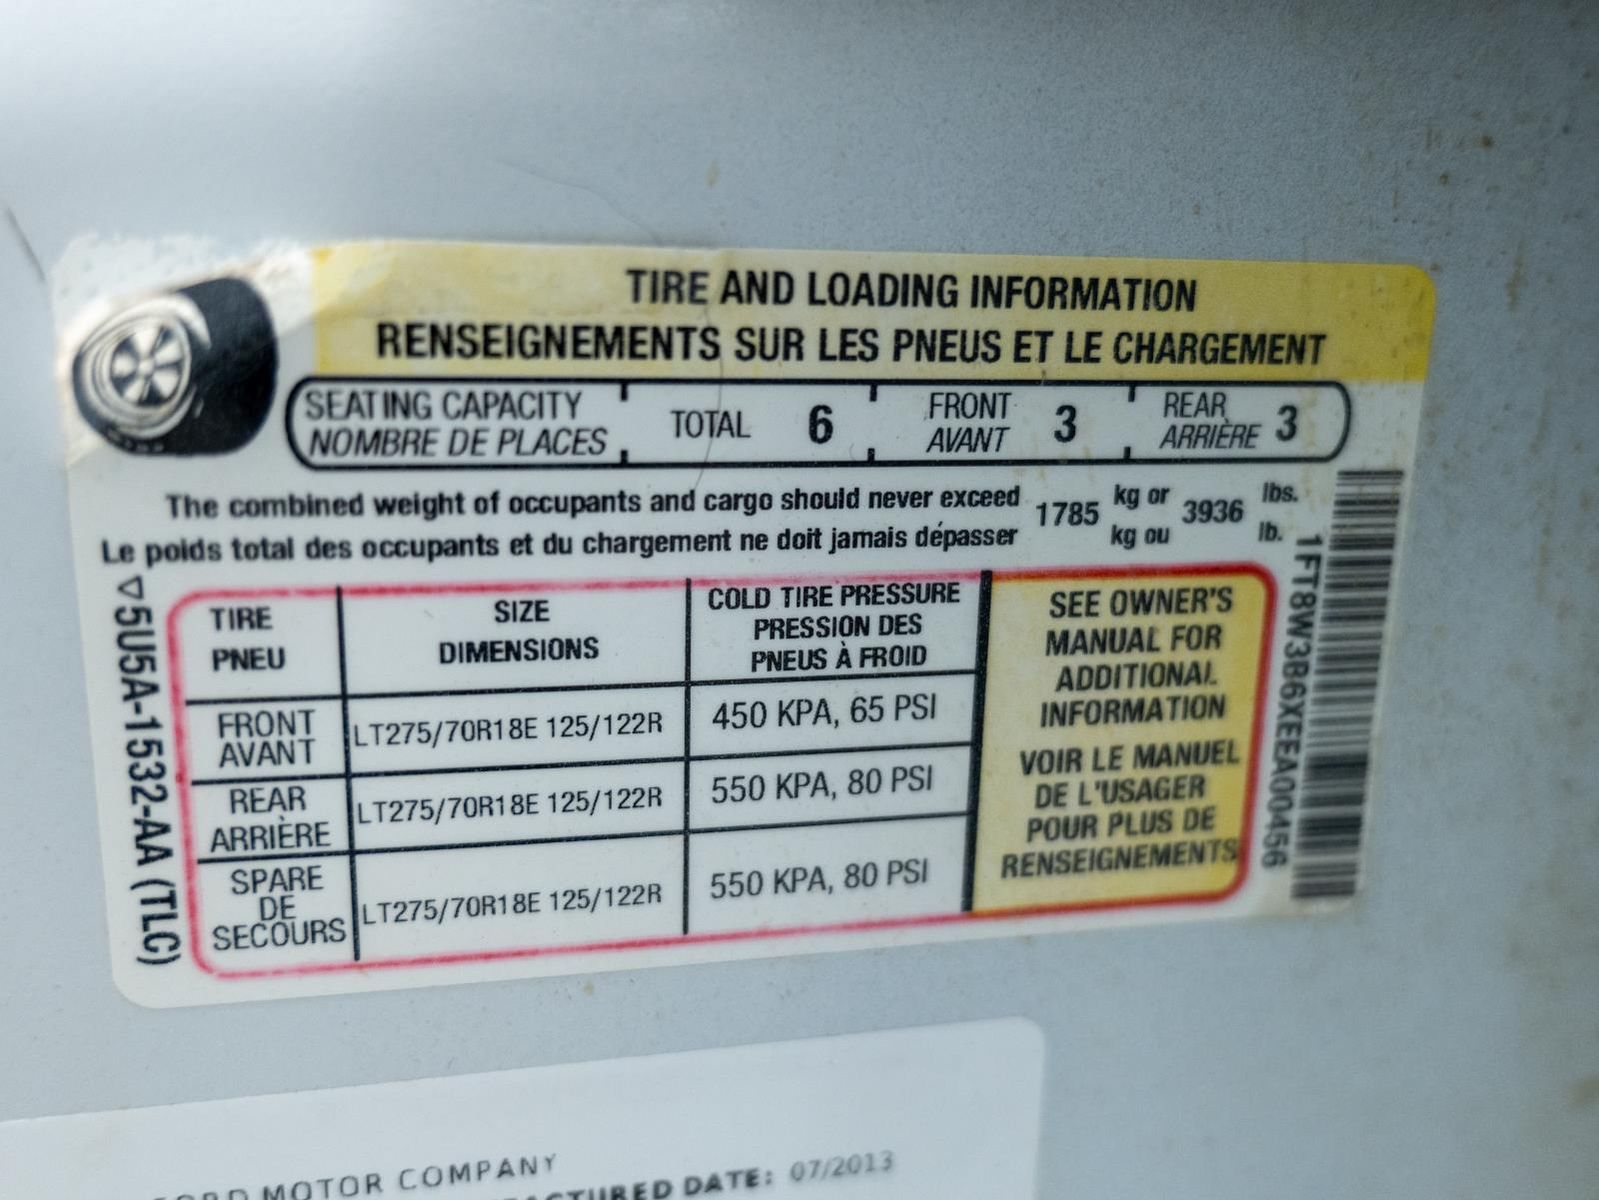 TIRE AND LOADING INFORMATION
RENSEIGNEMENTS SUR LES PNEUS ET LE CHARGEMENT
SEATING CAPACITY
NOMBRE DE PLACES
TOTAL 6
FRONT
AVANT
3
REAR
ARRIÈRE
3
The combined weight of occupants and cargo should never exceed
Le poids total des occupants et du chargement ne doit jamais dépasser
1785
kg or
kg ou
3936
lbs.
lb.
5U5A-1532-AA (TLC)
TIRE
PNEU
SIZE
DIMENSIONS
COLD TIRE PRESSURE
PRESSION DES
PNEUS À FROID
FRONT
AVANT
LT275/70R18E 125/122R
450 KPA, 65 PSI
REAR
ARRIÈRE
LT275/70R18E 125/122R
550 KPA, 80 PSI
SPARE
DE
SECOURS
LT275/70R18E 125/122R
550 KPA, 80 PSI
SEE OWNER'S
MANUAL FOR
ADDITIONAL
INFORMATION
VOIR LE MANUEL
DE L'USAGER
POUR PLUS DE
RENSEIGNEMENTS
1FT8W3B6XEEA00456
MOTOR COMPANY
DATE: 07/2013